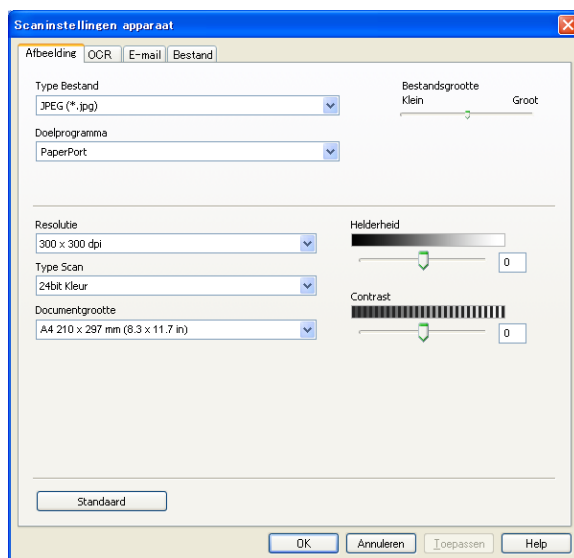 Scaninstellingen apparaat
Afbeelding OCR E-mail Bestand
Type Bestand
JPEG (*.jpg)
Bestandsgrootte
Klein Groot
Doelprogramma
PaperPort
Resolutie
300 x 300 dpi
Helderheid
0
Type Scan
24bit Kleur
Documentgrootte
A4 210 x 297 mm (8.3 x 11.7 in)
Contrast
0
Standaard
OK Annuleren Toepassen Help